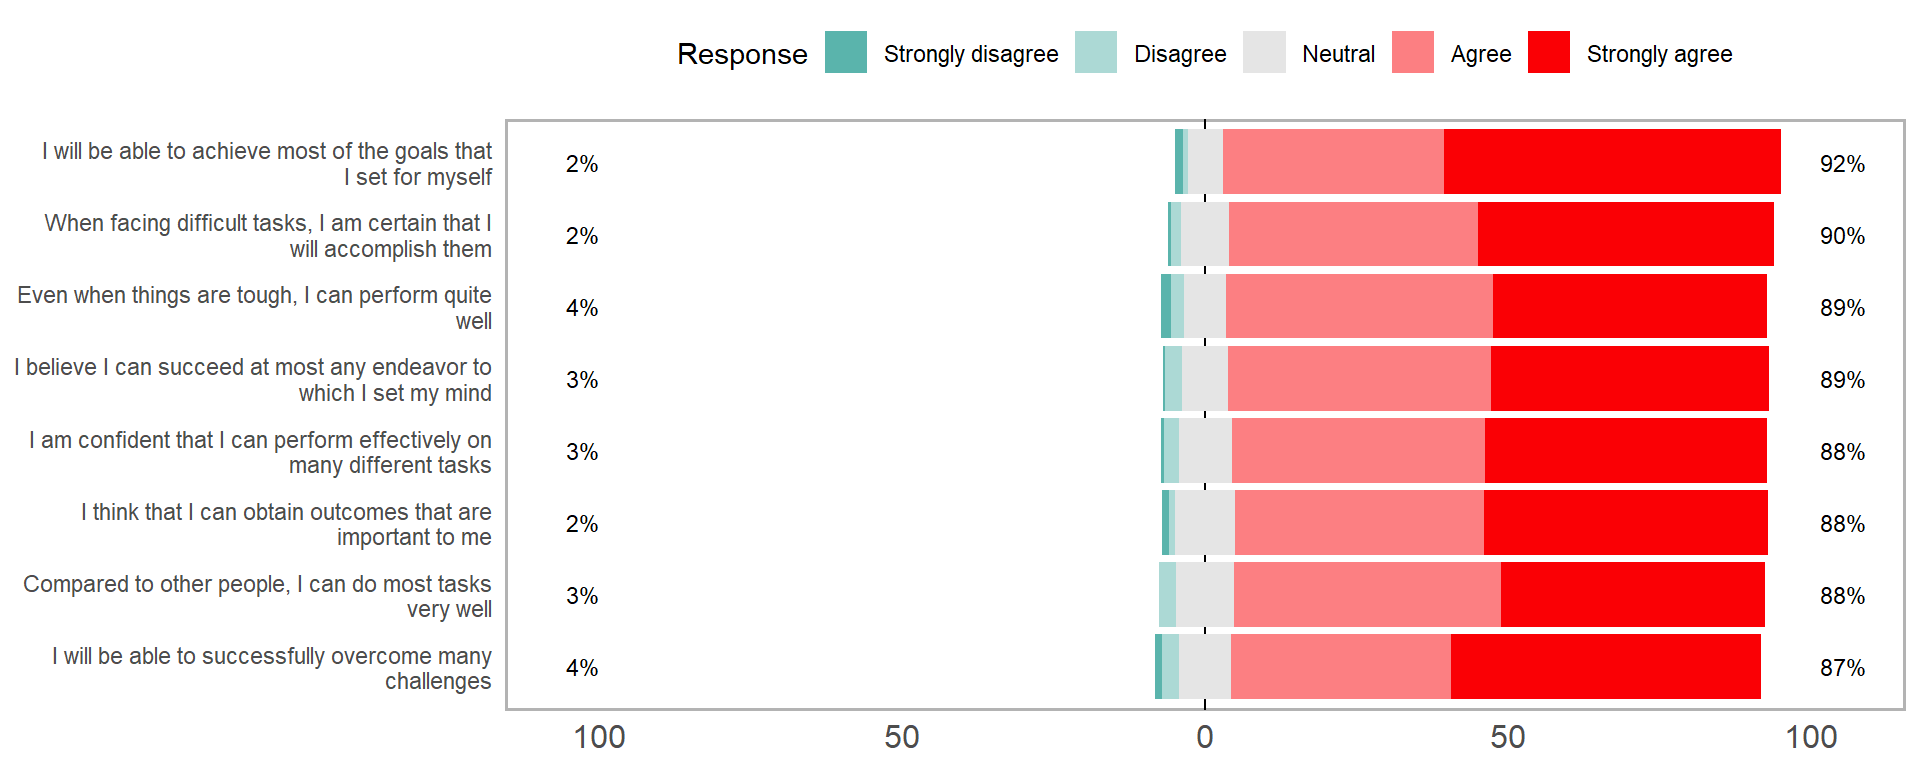 Response Strongly disagree Disagree Neutral Agree Strongly agree
I will be able to achieve most of the goals that
I set for myself
2% 92%
When facing difficult tasks, I am certain that I
will accomplish them
2% 90%
Even when things are tough, I can perform quite
well
4% 89%
I believe I can succeed at most any endeavor to
which I set my mind
3% 89%
I am confident that I can perform effectively on
many different tasks
3% 88%
I think that I can obtain outcomes that are
important to me
2% 88%
Compared to other people, I can do most tasks
very well
3% 88%
I will be able to successfully overcome many
challenges
4% 87%
100 50 0 50 100